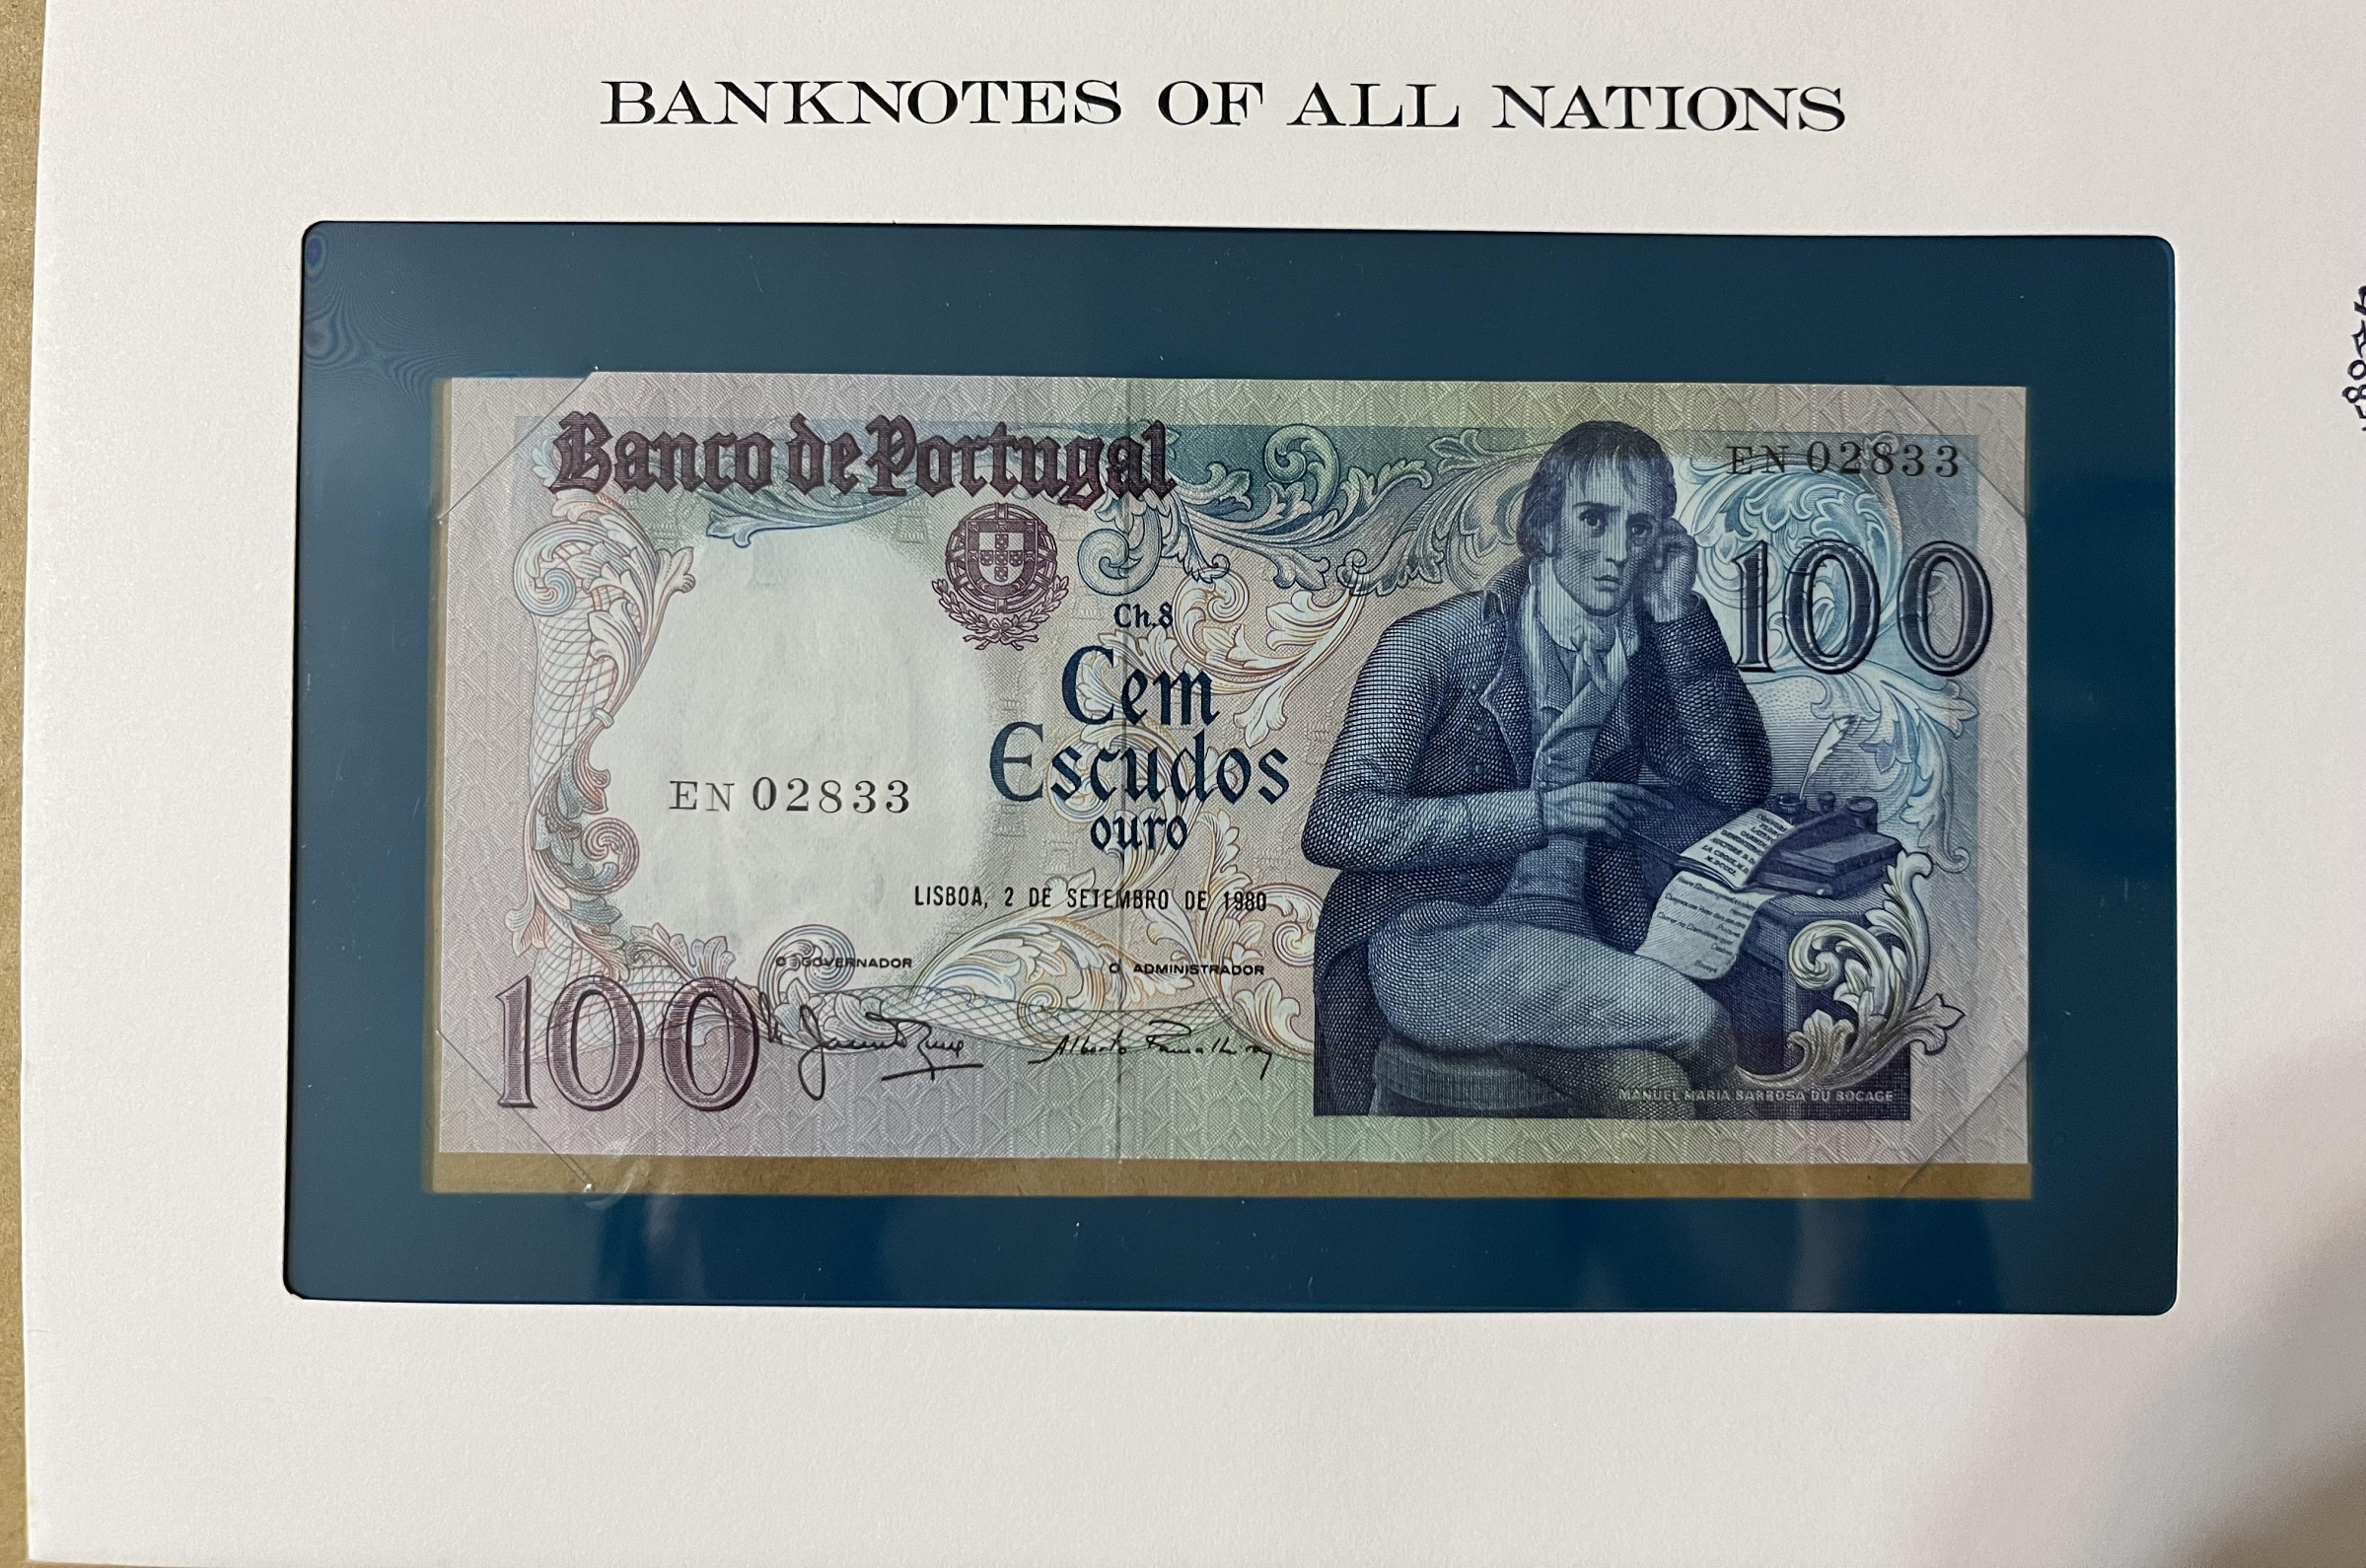 BANKNOTES OF ALL NATIONS
Banco de Portugal
EN 02833
100
Ch.8
Cem
Escudos
ouro
EN 02833
LISBOA, 2 DE SETEMBRO DE 1980
O GOVERNADOR
O ADMINISTRADOR
100
MANUEL MARIA BARBOSA DU BOCAGE